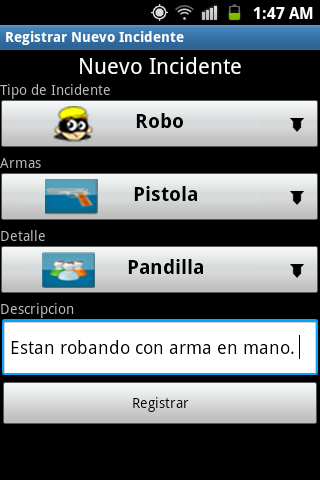 1:47 AM
Registrar Nuevo Incidente
Nuevo Incidente
Tipo de Incidente
Robo
Armas
Pistola
Detalle
Pandilla
Descripcion
Estan robando con arma en mano.
Registrar